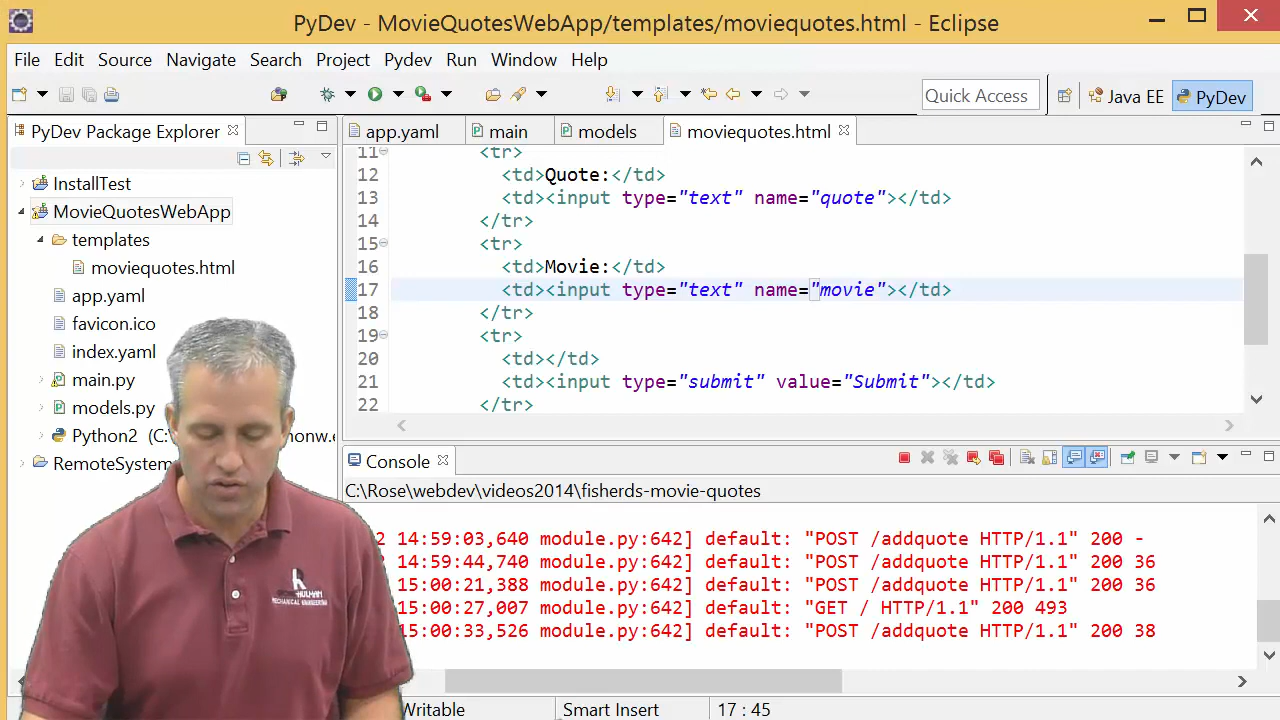 PyDev - MovieQuotesWebApp/templates/moviequotes.html - Eclipse
File Edit Source Navigate Search Project Pydev Run Window Help
Quick Access
Java EE
PyDev
PyDev Package Explorer
InstallTest
MovieQuotesWebApp
templates
moviequotes.html
app.yaml
favicon.ico
index.yaml
main.py
models.py
Python2 (C:
RemoteSystem
app.yaml main models moviequotes.html
11 <tr>
12 <td>Quote:</td>
13 <td><input type="text" name="quote"></td>
14 </tr>
15 <tr>
16 <td>Movie:</td>
17 <td><input type="text" name="movie"></td>
18 </tr>
19 <tr>
20 <td></td>
21 <td><input type="submit" value="Submit"></td>
22 </tr>
Console
C:\Rose\webdev\videos2014\fisherds-movie-quotes
2 14:59:03,640 module.py:642] default: "POST /addquote HTTP/1.1" 200 -
14:59:44,740 module.py:642] default: "POST /addquote HTTP/1.1" 200 36
15:00:21,388 module.py:642] default: "POST /addquote HTTP/1.1" 200 36
15:00:27,007 module.py:642] default: "GET / HTTP/1.1" 200 493
15:00:33,526 module.py:642] default: "POST /addquote HTTP/1.1" 200 38
MECHANICAL ENGINEERING
Writable Smart Insert 17 : 45